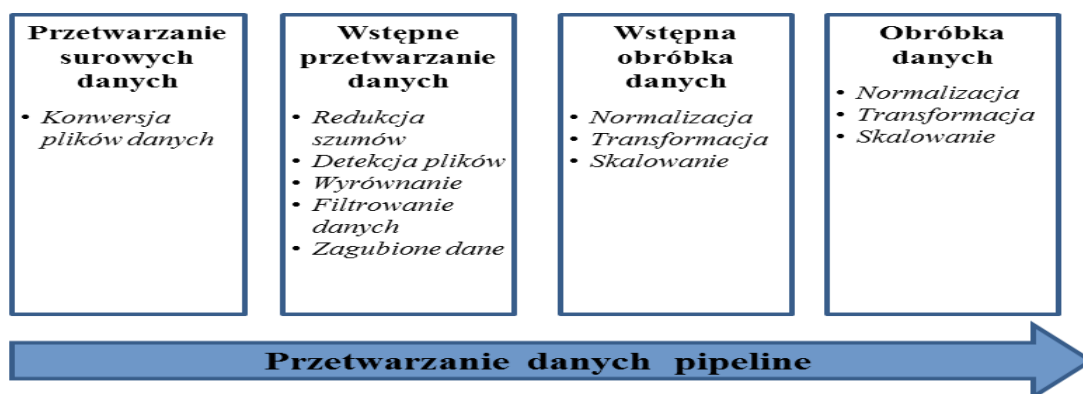 Przetwarzanie
surowych
danych
• Konwersja
plików danych
Wstępne
przetwarzanie
danych
• Redukcja
szumów
• Detekcja plików
• Wyrównanie
• Filtrowanie
danych
• Zagubione dane
Wstępna
obróbka
danych
• Normalizacja
• Transformacja
• Skalowanie
Obróbka
danych
• Normalizacja
• Transformacja
• Skalowanie
Przetwarzanie danych pipeline